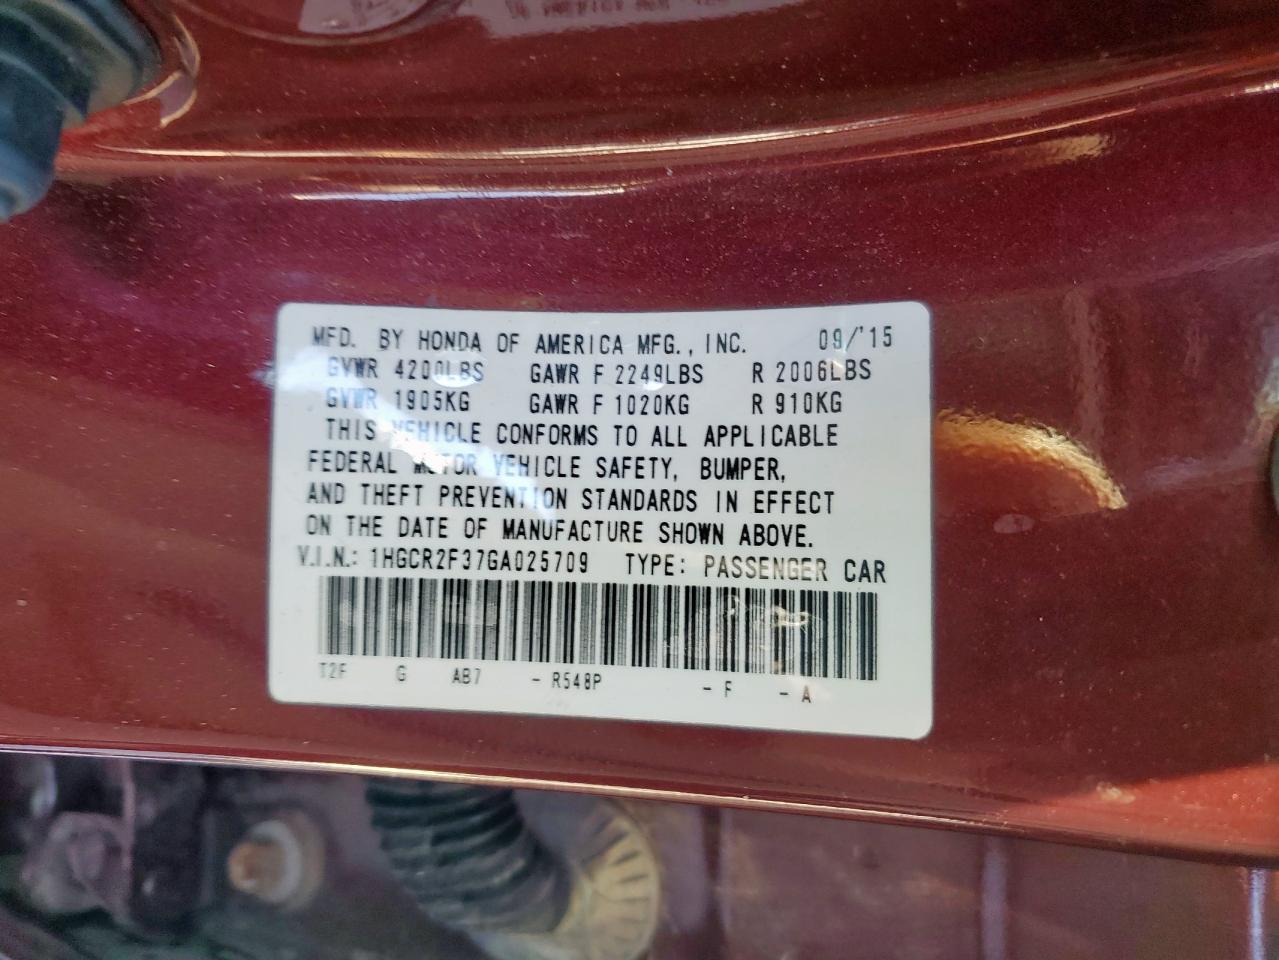 MFD. BY HONDA OF AMERICA MFG., INC. 09/'15
GVWR 4200LBS GAWR F 2249LBS R 2006LBS
GVWR 1905KG GAWR F 1020KG R 910KG
THIS VEHICLE CONFORMS TO ALL APPLICABLE
FEDERAL MOTOR VEHICLE SAFETY, BUMPER,
AND THEFT PREVENTION STANDARDS IN EFFECT
ON THE DATE OF MANUFACTURE SHOWN ABOVE.
V.I.N.: 1HGCR2F37GA025709 TYPE: PASSENGER CAR
T2F G AB7 - R548P - F - A